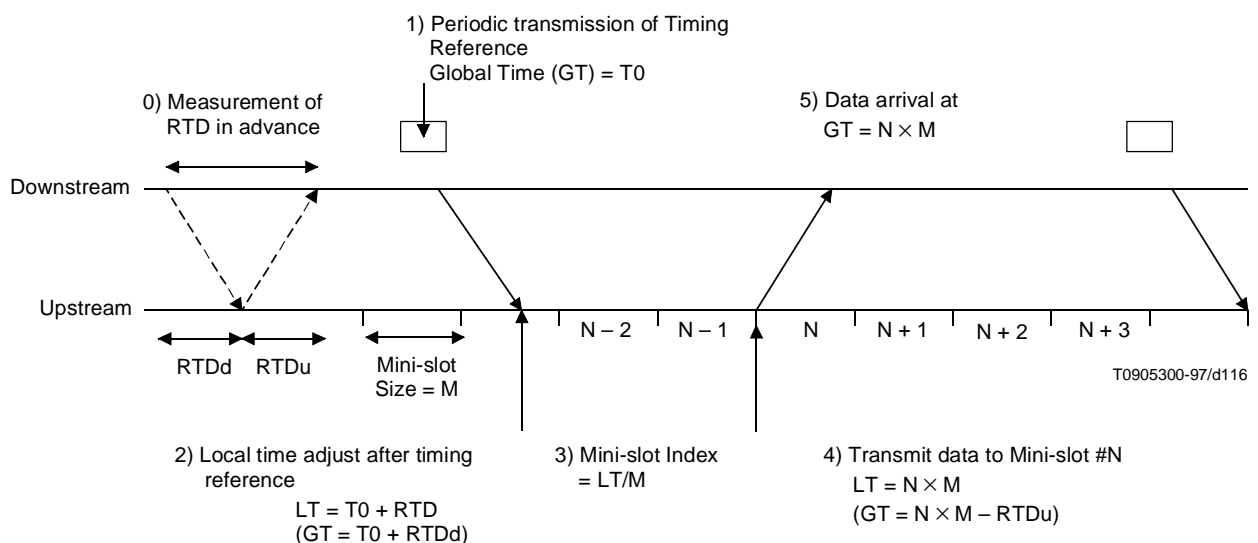 1) Periodic transmission of Timing
Reference
Global Time (GT) = T0
0) Measurement of
RTD in advance
5) Data arrival at
GT = N × M
Downstream
Upstream
N – 2
N – 1
N
N + 1
N + 2
N + 3
RTDd
RTDu
Mini-slot
Size = M
T0905300-97/d116
2) Local time adjust after timing
reference
LT = T0 + RTD
(GT = T0 + RTDd)
3) Mini-slot Index
= LT/M
4) Transmit data to Mini-slot #N
LT = N × M
(GT = N × M – RTDu)